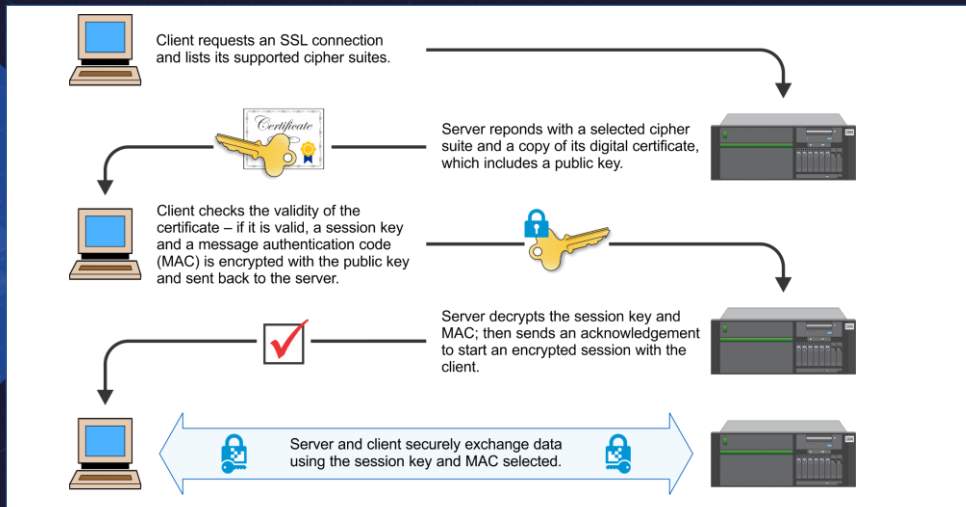 Client requests an SSL connection
and lists its supported cipher suites.
Certificate
Server reponds with a selected cipher
suite and a copy of its digital certificate,
which includes a public key.
Client checks the validity of the
certificate – if it is valid, a session key
and a message authentication code
(MAC) is encrypted with the public key
and sent back to the server.
Server decrypts the session key and
MAC; then sends an acknowledgement
to start an encrypted session with the
client.
Server and client securely exchange data
using the session key and MAC selected.